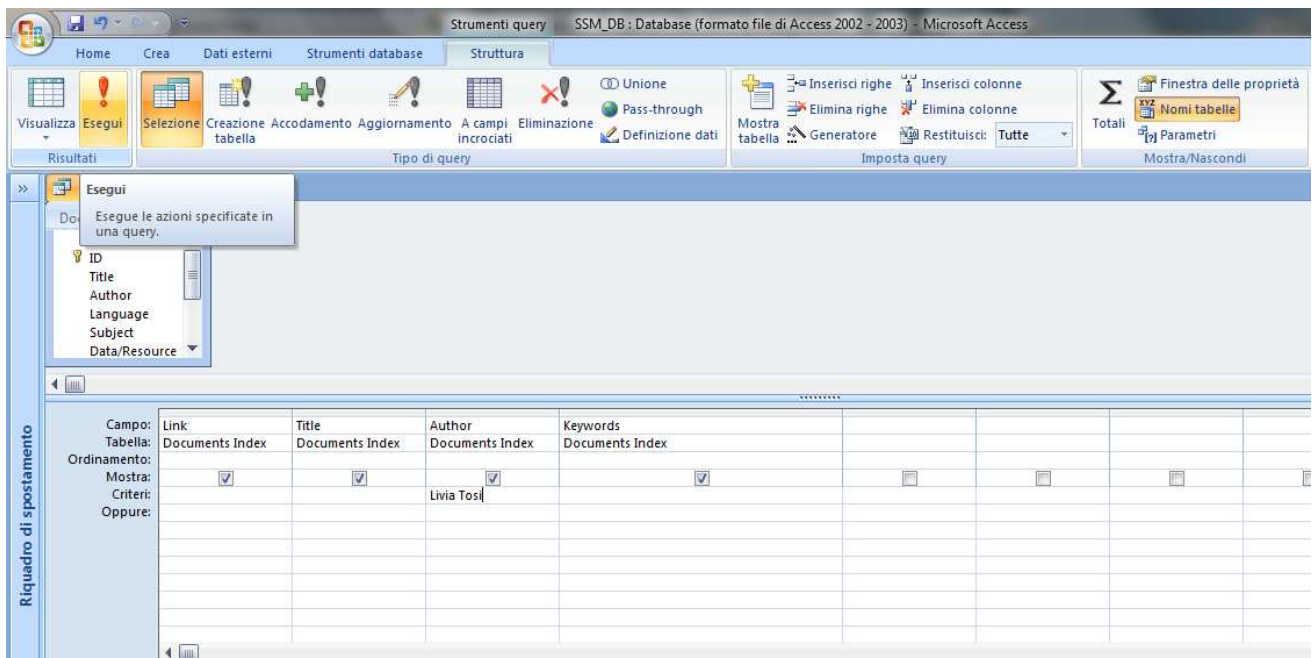 Strumenti query SSM_DB : Database (formato file di Access 2002 - 2003) - Microsoft Access
Home Crea Dati esterni Strumenti database Struttura
Visualizza Esegui
Risultati
Selezione Creazione tabella Accodamento Aggiornamento A campi incrociati Eliminazione
Unione
Pass-through
Definizione dati
Tipo di query
Mostra tabella
Inserisci righe Inserisci colonne
Elimina righe Elimina colonne
Generatore Restituisci: Tutte
Imposta query
Totali
Finestra delle proprietà
XYZ Nomi tabelle
Parametri
Mostra/Nascondi
Esegui
Esegue le azioni specificate in
una query.
ID
Title
Author
Language
Subject
Data/Resource
Riquadro di spostamento
Campo: Link Title Author Keywords
Tabella: Documents Index Documents Index Documents Index Documents Index
Ordinamento:
Mostra:
Criteri: Livia Tosi
Oppure: